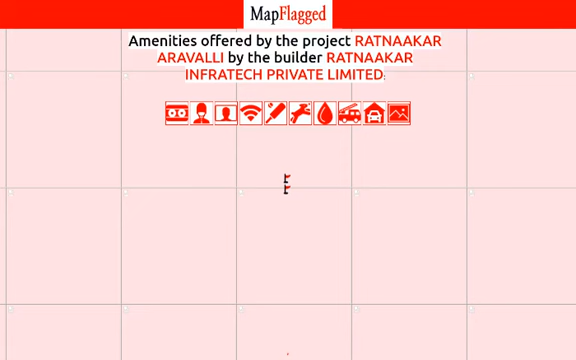 MapFlagged
Amenities offered by the project RATNAAKAR
ARAVALLI by the builder RATNAAKAR
INFRATECH PRIVATE LIMITED: